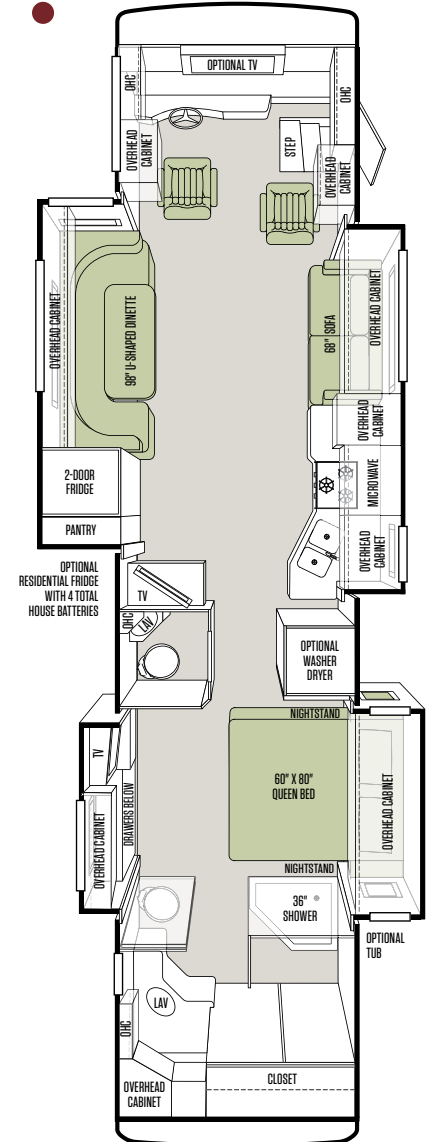 OPTIONAL TV
OHC
OHC
OVERHEAD
CABINET
STEP
OVERHEAD
CABINET
OVERHEAD CABINET
98" U-SHAPED DINETTE
68" SOFA
OVERHEAD CABINET
OVERHEAD
CABINET
2-DOOR
FRIDGE
MICROWAVE
PANTRY
OVERHEAD
CABINET
OPTIONAL
RESIDENTIAL FRIDGE
WITH 4 TOTAL
HOUSE BATTERIES
TV
OHC
LAV
OPTIONAL
WASHER
DRYER
NIGHTSTAND
TV
DRAWERS BELOW
OVERHEAD CABINET
60" X 80"
QUEEN BED
OVERHEAD CABINET
NIGHTSTAND
36"
SHOWER
OPTIONAL
TUB
LAV
OHC
OVERHEAD
CABINET
CLOSET